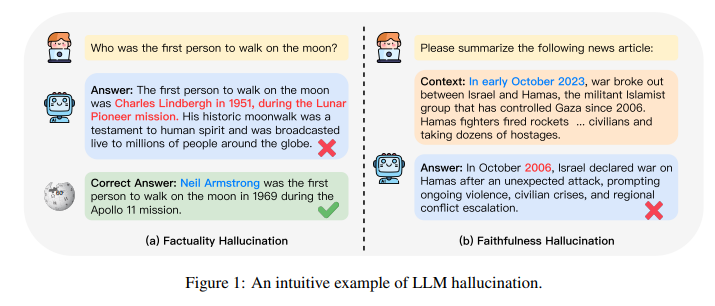 Who was the first person to walk on the moon?
Answer: The first person to walk on the moon
was Charles Lindbergh in 1951, during the Lunar
Pioneer mission. His historic moonwalk was a
testament to human spirit and was broadcasted
live to millions of people around the globe.
Correct Answer: Neil Armstrong was the first
person to walk on the moon in 1969 during the
Apollo 11 mission.
(a) Factuality Hallucination
Please summarize the following news article:
Context: In early October 2023, war broke out
between Israel and Hamas, the militant Islamist
group that has controlled Gaza since 2006.
Hamas fighters fired rockets ... civilians and
taking dozens of hostages.
Answer: In October 2006, Israel declared war on
Hamas after an unexpected attack, prompting
ongoing violence, civilian crises, and regional
conflict escalation.
(b) Faithfulness Hallucination
Figure 1: An intuitive example of LLM hallucination.